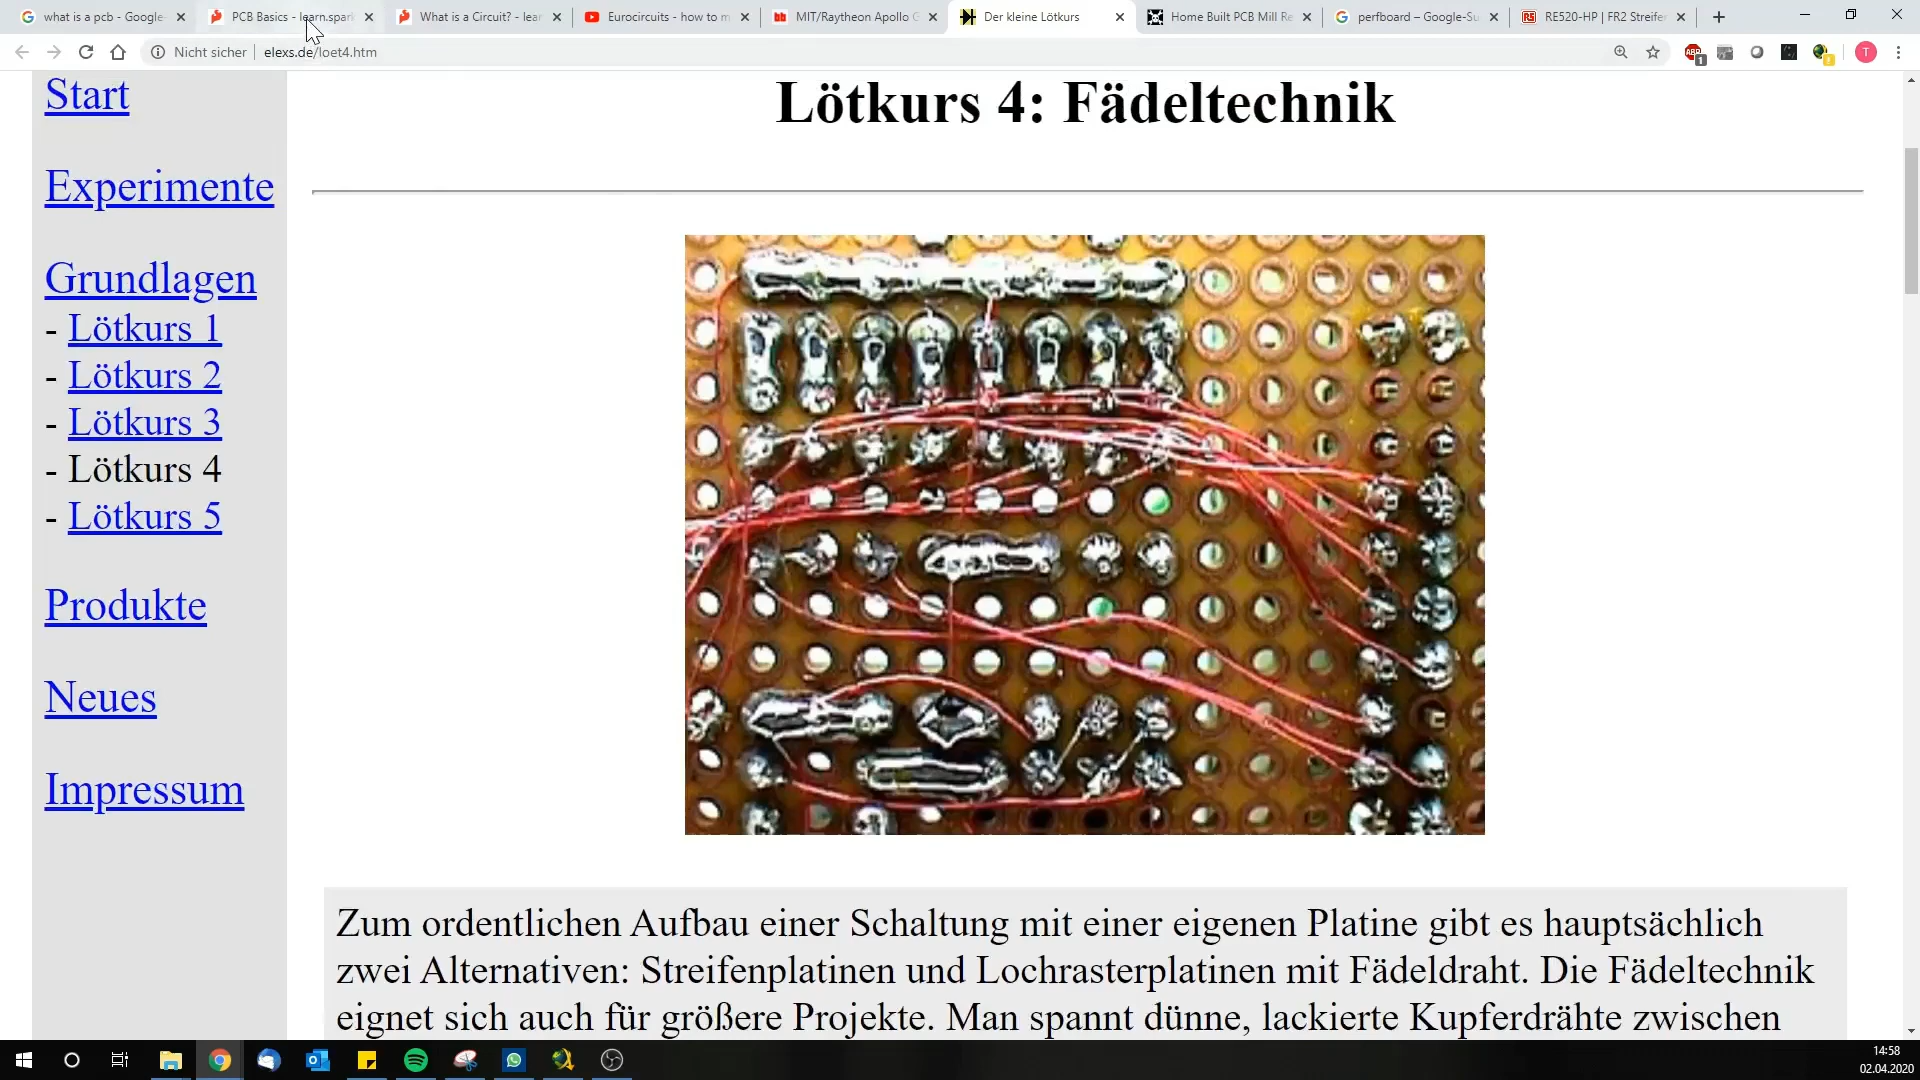 what is a pcb - Google-
PCB Basics - learn.spark
What is a Circuit? - lear
Eurocircuits - how to m
MIT/Raytheon Apollo G
Der kleine Lötkurs
Home Built PCB Mill Re
perfboard – Google-Su
RE520-HP | FR2 Streife
Nicht sicher
elexs.de/loet4.htm
Start
Experimente
Grundlagen
- Lötkurs 1
- Lötkurs 2
- Lötkurs 3
- Lötkurs 4
- Lötkurs 5
Produkte
Neues
Impressum
Lötkurs 4: Fädeltechnik
Zum ordentlichen Aufbau einer Schaltung mit einer eigenen Platine gibt es hauptsächlich
zwei Alternativen: Streifenplatinen und Lochrasterplatinen mit Fädeldraht. Die Fädeltechnik
eignet sich auch für größere Projekte. Man spannt dünne, lackierte Kupferdrähte zwischen
14:58
02.04.2020